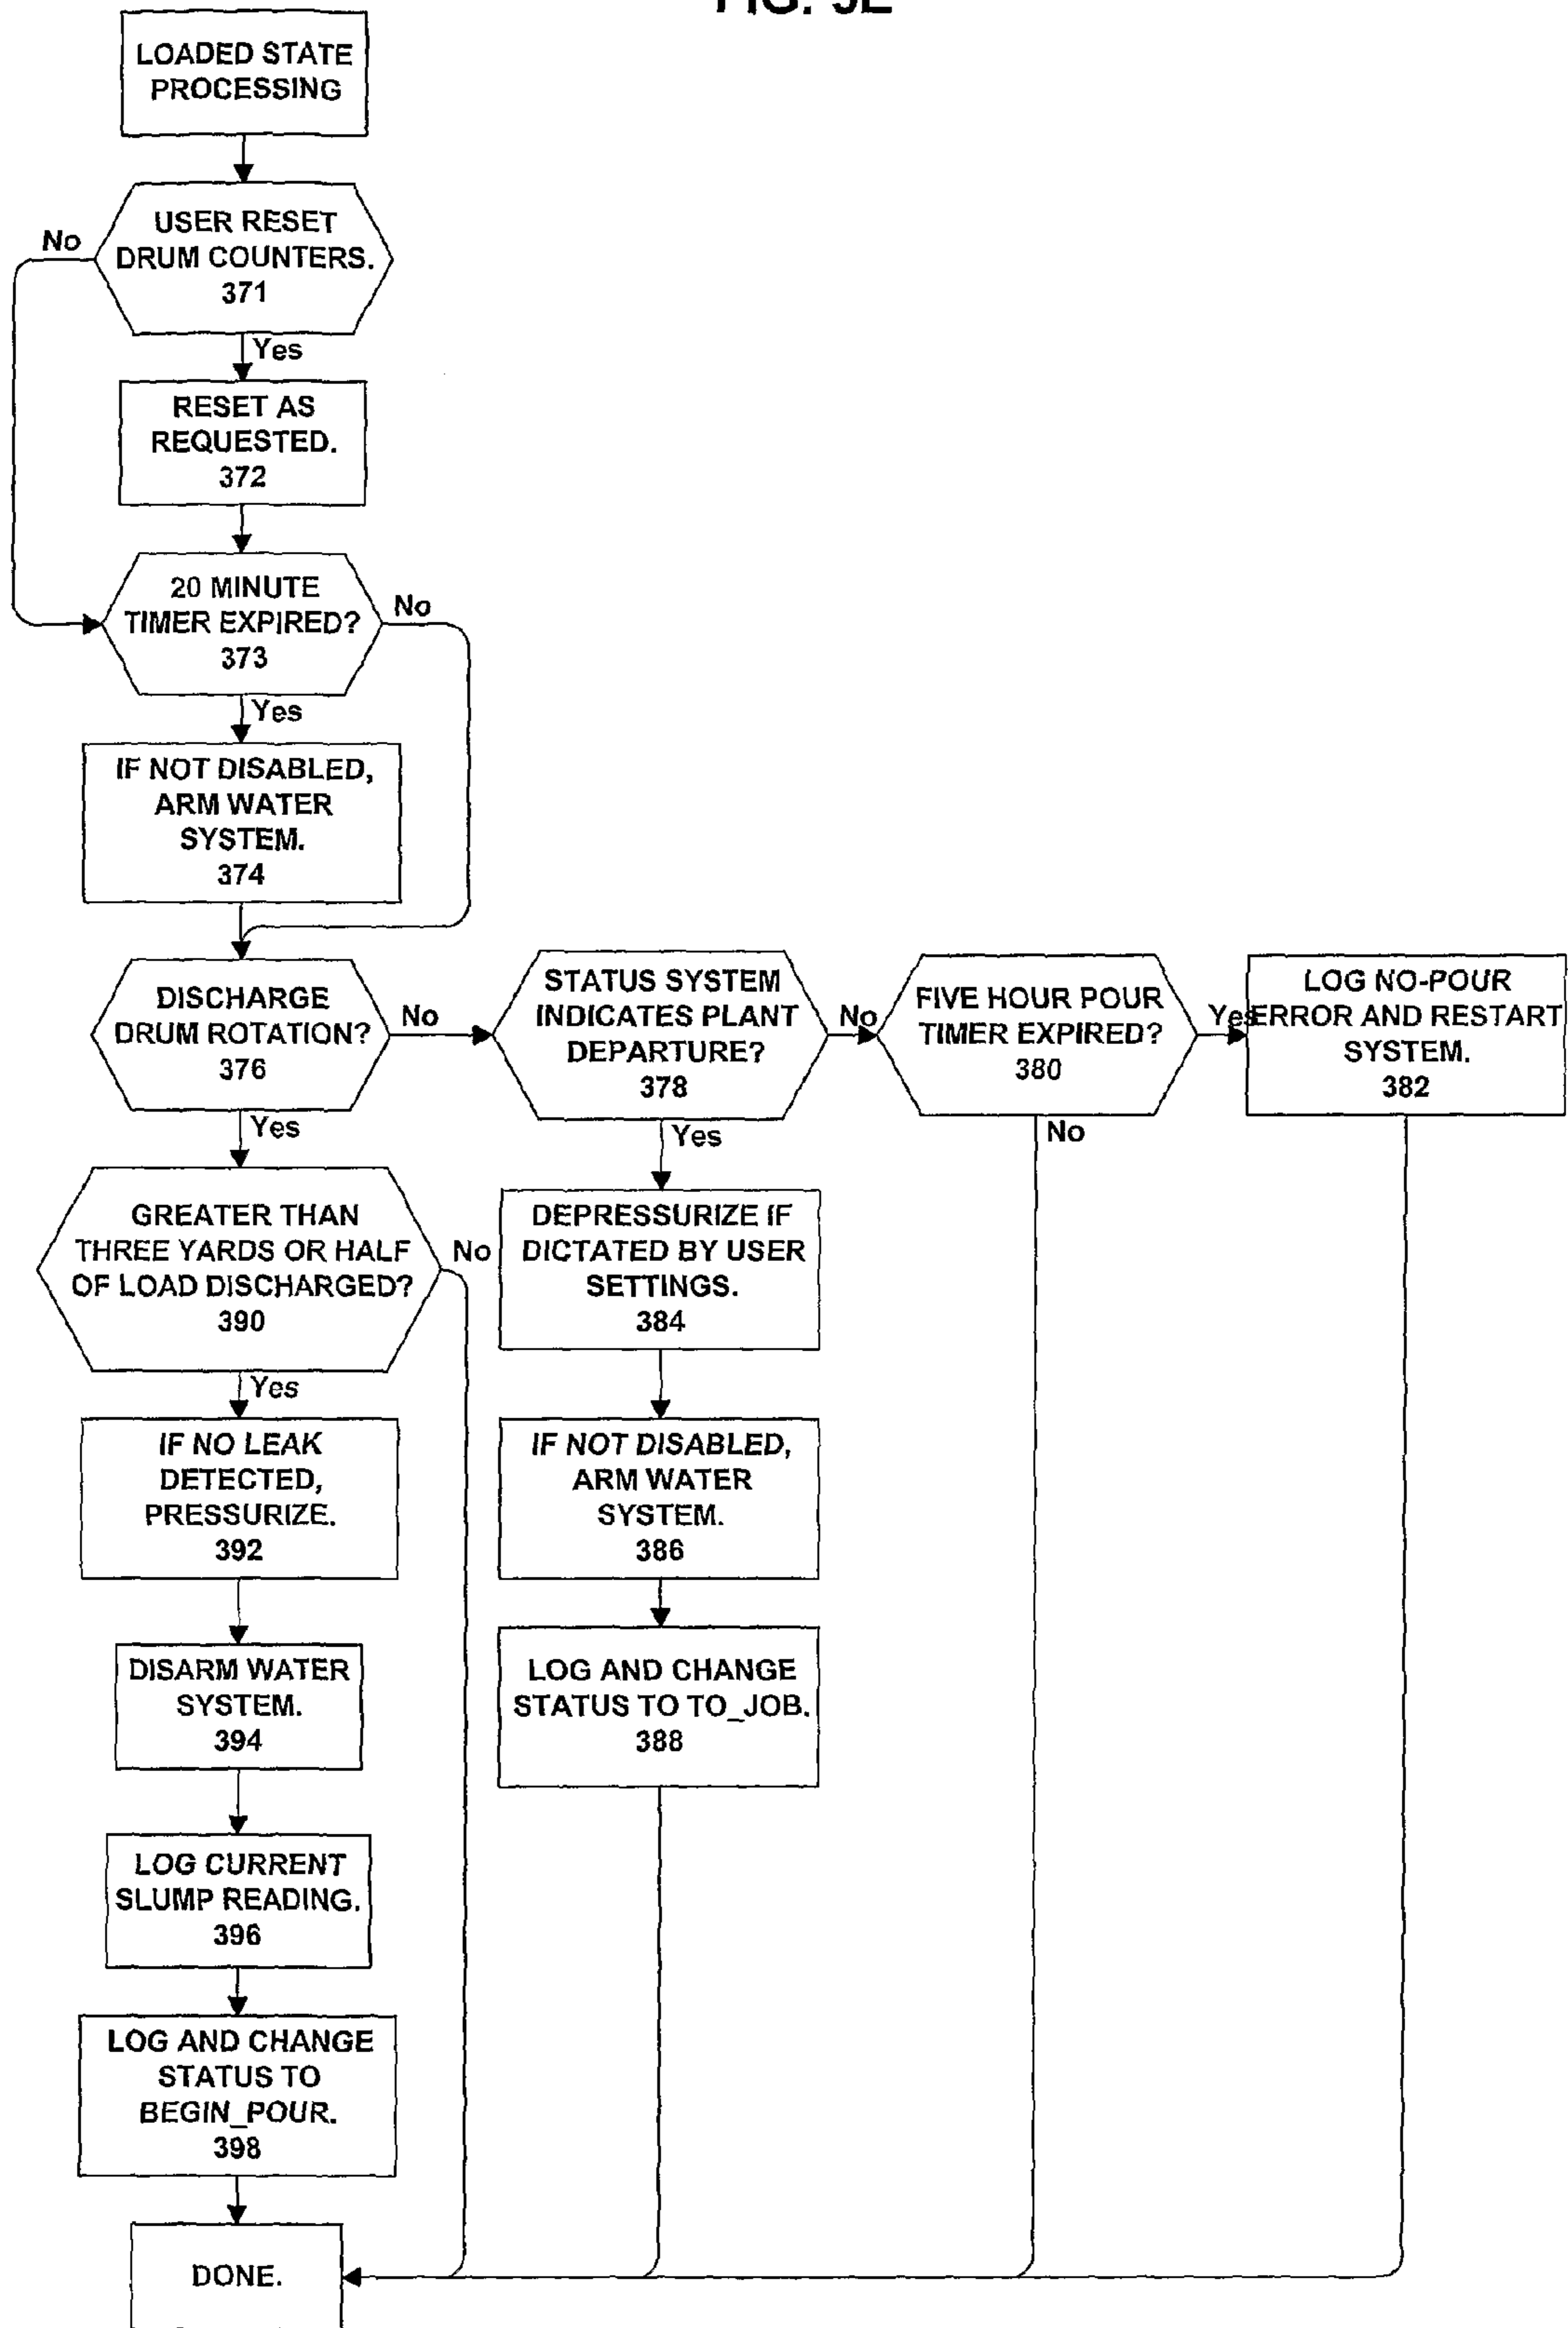 LOADED STATE
PROCESSING
USER RESET
DRUM COUNTERS.
371
No
Yes
RESET AS
REQUESTED.
372
20 MINUTE
TIMER EXPIRED?
373
No
Yes
IF NOT DISABLED,
ARM WATER
SYSTEM.
374
DISCHARGE
DRUM ROTATION?
376
No
Yes
STATUS SYSTEM
INDICATES PLANT
DEPARTURE?
378
No
Yes
FIVE HOUR POUR
TIMER EXPIRED?
380
Yes
No
LOG NO-POUR
ERROR AND RESTART
SYSTEM.
382
GREATER THAN
THREE YARDS OR HALF
OF LOAD DISCHARGED?
390
No
Yes
DEPRESSURIZE IF
DICTATED BY USER
SETTINGS.
384
IF NO LEAK
DETECTED,
PRESSURIZE.
392
IF NOT DISABLED,
ARM WATER
SYSTEM.
386
DISARM WATER
SYSTEM.
394
LOG AND CHANGE
STATUS TO TO_JOB.
388
LOG CURRENT
SLUMP READING.
396
LOG AND CHANGE
STATUS TO
BEGIN_POUR.
398
DONE.